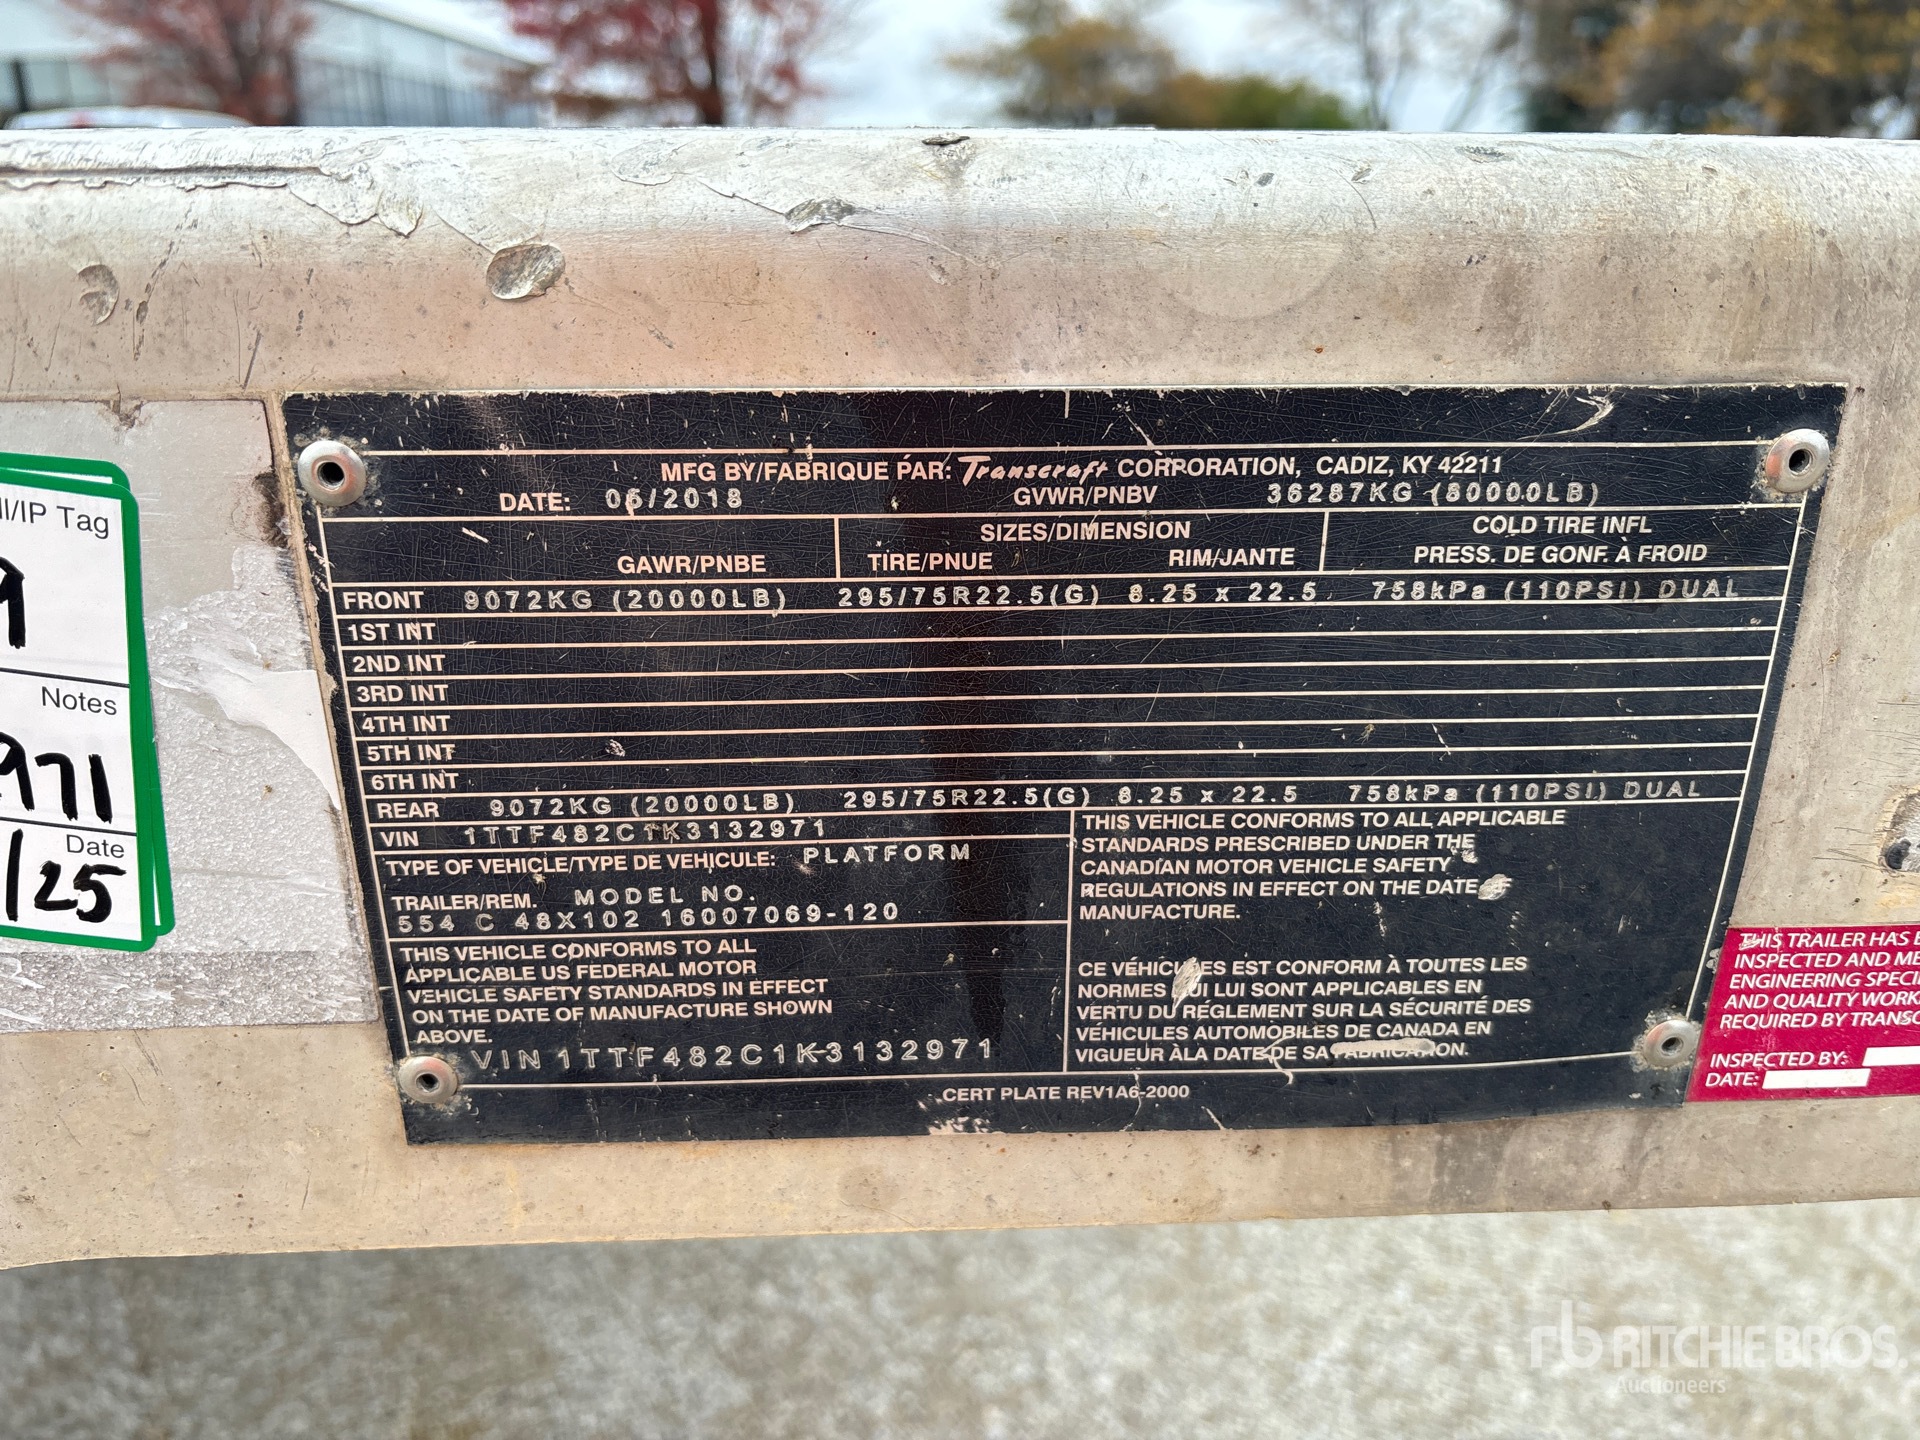 MFG BY/FABRIQUE PAR: Transcraft CORPORATION, CADIZ, KY 42211
DATE: 06/2018 GVWR/PNBV 36287KG (80000LB)
SIZES/DIMENSION COLD TIRE INFL
GAWR/PNBE TIRE/PNUE RIM/JANTE PRESS. DE GONF. À FROID
FRONT 9072KG (20000LB) 295/75R22.5(G) 8.25 x 22.5 758kPa (110PSI) DUAL
1ST INT
2ND INT
3RD INT
4TH INT
5TH INT
6TH INT
REAR 9072KG (20000LB) 295/75R22.5(G) 8.25 x 22.5 758kPa (110PSI) DUAL
VIN 1TTF482C1K3132971
TYPE OF VEHICLE/TYPE DE VEHICULE: PLATFORM
TRAILER/REM. MODEL NO.
554 C 48X102 16007069-120
THIS VEHICLE CONFORMS TO ALL
APPLICABLE US FEDERAL MOTOR
VEHICLE SAFETY STANDARDS IN EFFECT
ON THE DATE OF MANUFACTURE SHOWN
ABOVE.
VIN 1TTF482C1K3132971
THIS VEHICLE CONFORMS TO ALL APPLICABLE
STANDARDS PRESCRIBED UNDER THE
CANADIAN MOTOR VEHICLE SAFETY
REGULATIONS IN EFFECT ON THE DATE OF
MANUFACTURE.
CE VÉHICULES EST CONFORM À TOUTES LES
NORMES QUI LUI SONT APPLICABLES EN
VERTU DU RÉGLEMENT SUR LA SÉCURITÉ DES
VÉHICULES AUTOMOBILES DE CANADA EN
VIGUEUR ÀLA DATE DE SA FABRICATION.
CERT PLATE REV1A6-2000
/IP Tag
9
Notes
971
Date
/25
THIS TRAILER HAS
INSPECTED AND
ENGINEERING
AND QUALITY
REQUIRED BY
INSPECTED BY:
DATE:
rb RITCHIE BROS.
Auctioneers